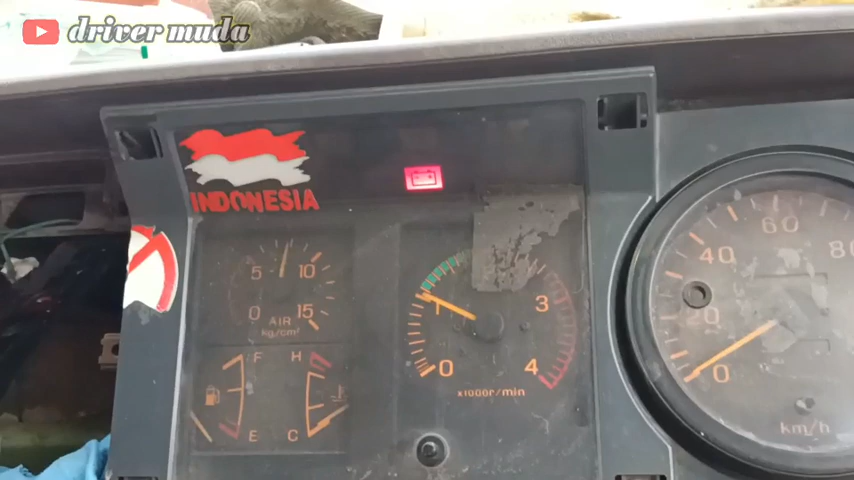 driver muda
INDONESIA
5 10
0 15
AIR
kg/cm²
F H
E C
1 3
0 4
x1000r/min
20 40 60 80
0
km/h